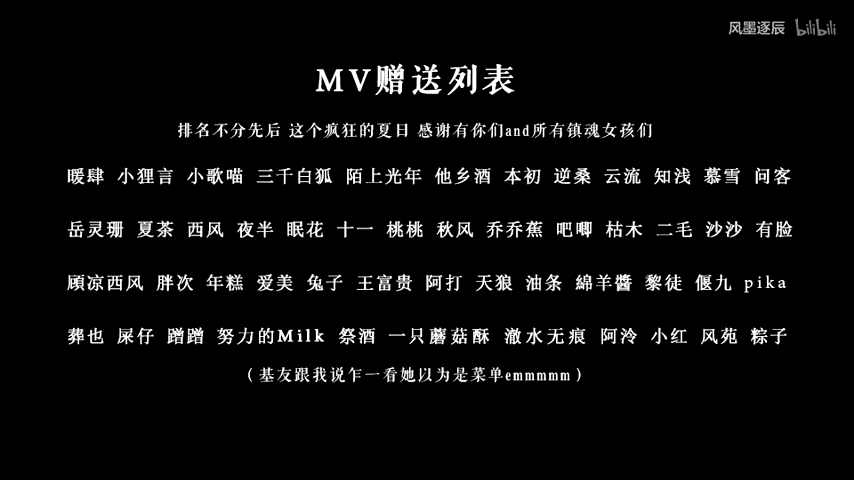 风墨逐辰 bilibili
MV赠送列表
排名不分先后 这个疯狂的夏日 感谢有你们and所有镇魂女孩们
暖肆 小狸言 小歌喵 三千白狐 陌上光年 他乡酒 本初 逆桑 云流 知浅 慕雪 问客
岳灵珊 夏茶 西风 夜半 眠花 十一 桃桃 秋风 乔乔蕉 吧唧 枯木 二毛 沙沙 有脸
顾凉西风 胖次 年糕 爱美 兔子 王富贵 阿打 天狼 油条 綿羊醬 黎徒 偃九 pika
葬也 屎仔 蹭蹭 努力的Milk 祭酒 一只蘑菇酥 澈水无痕 阿泠 小红 风苑 粽子
（基友跟我说乍一看她以为是菜单emmmmm）